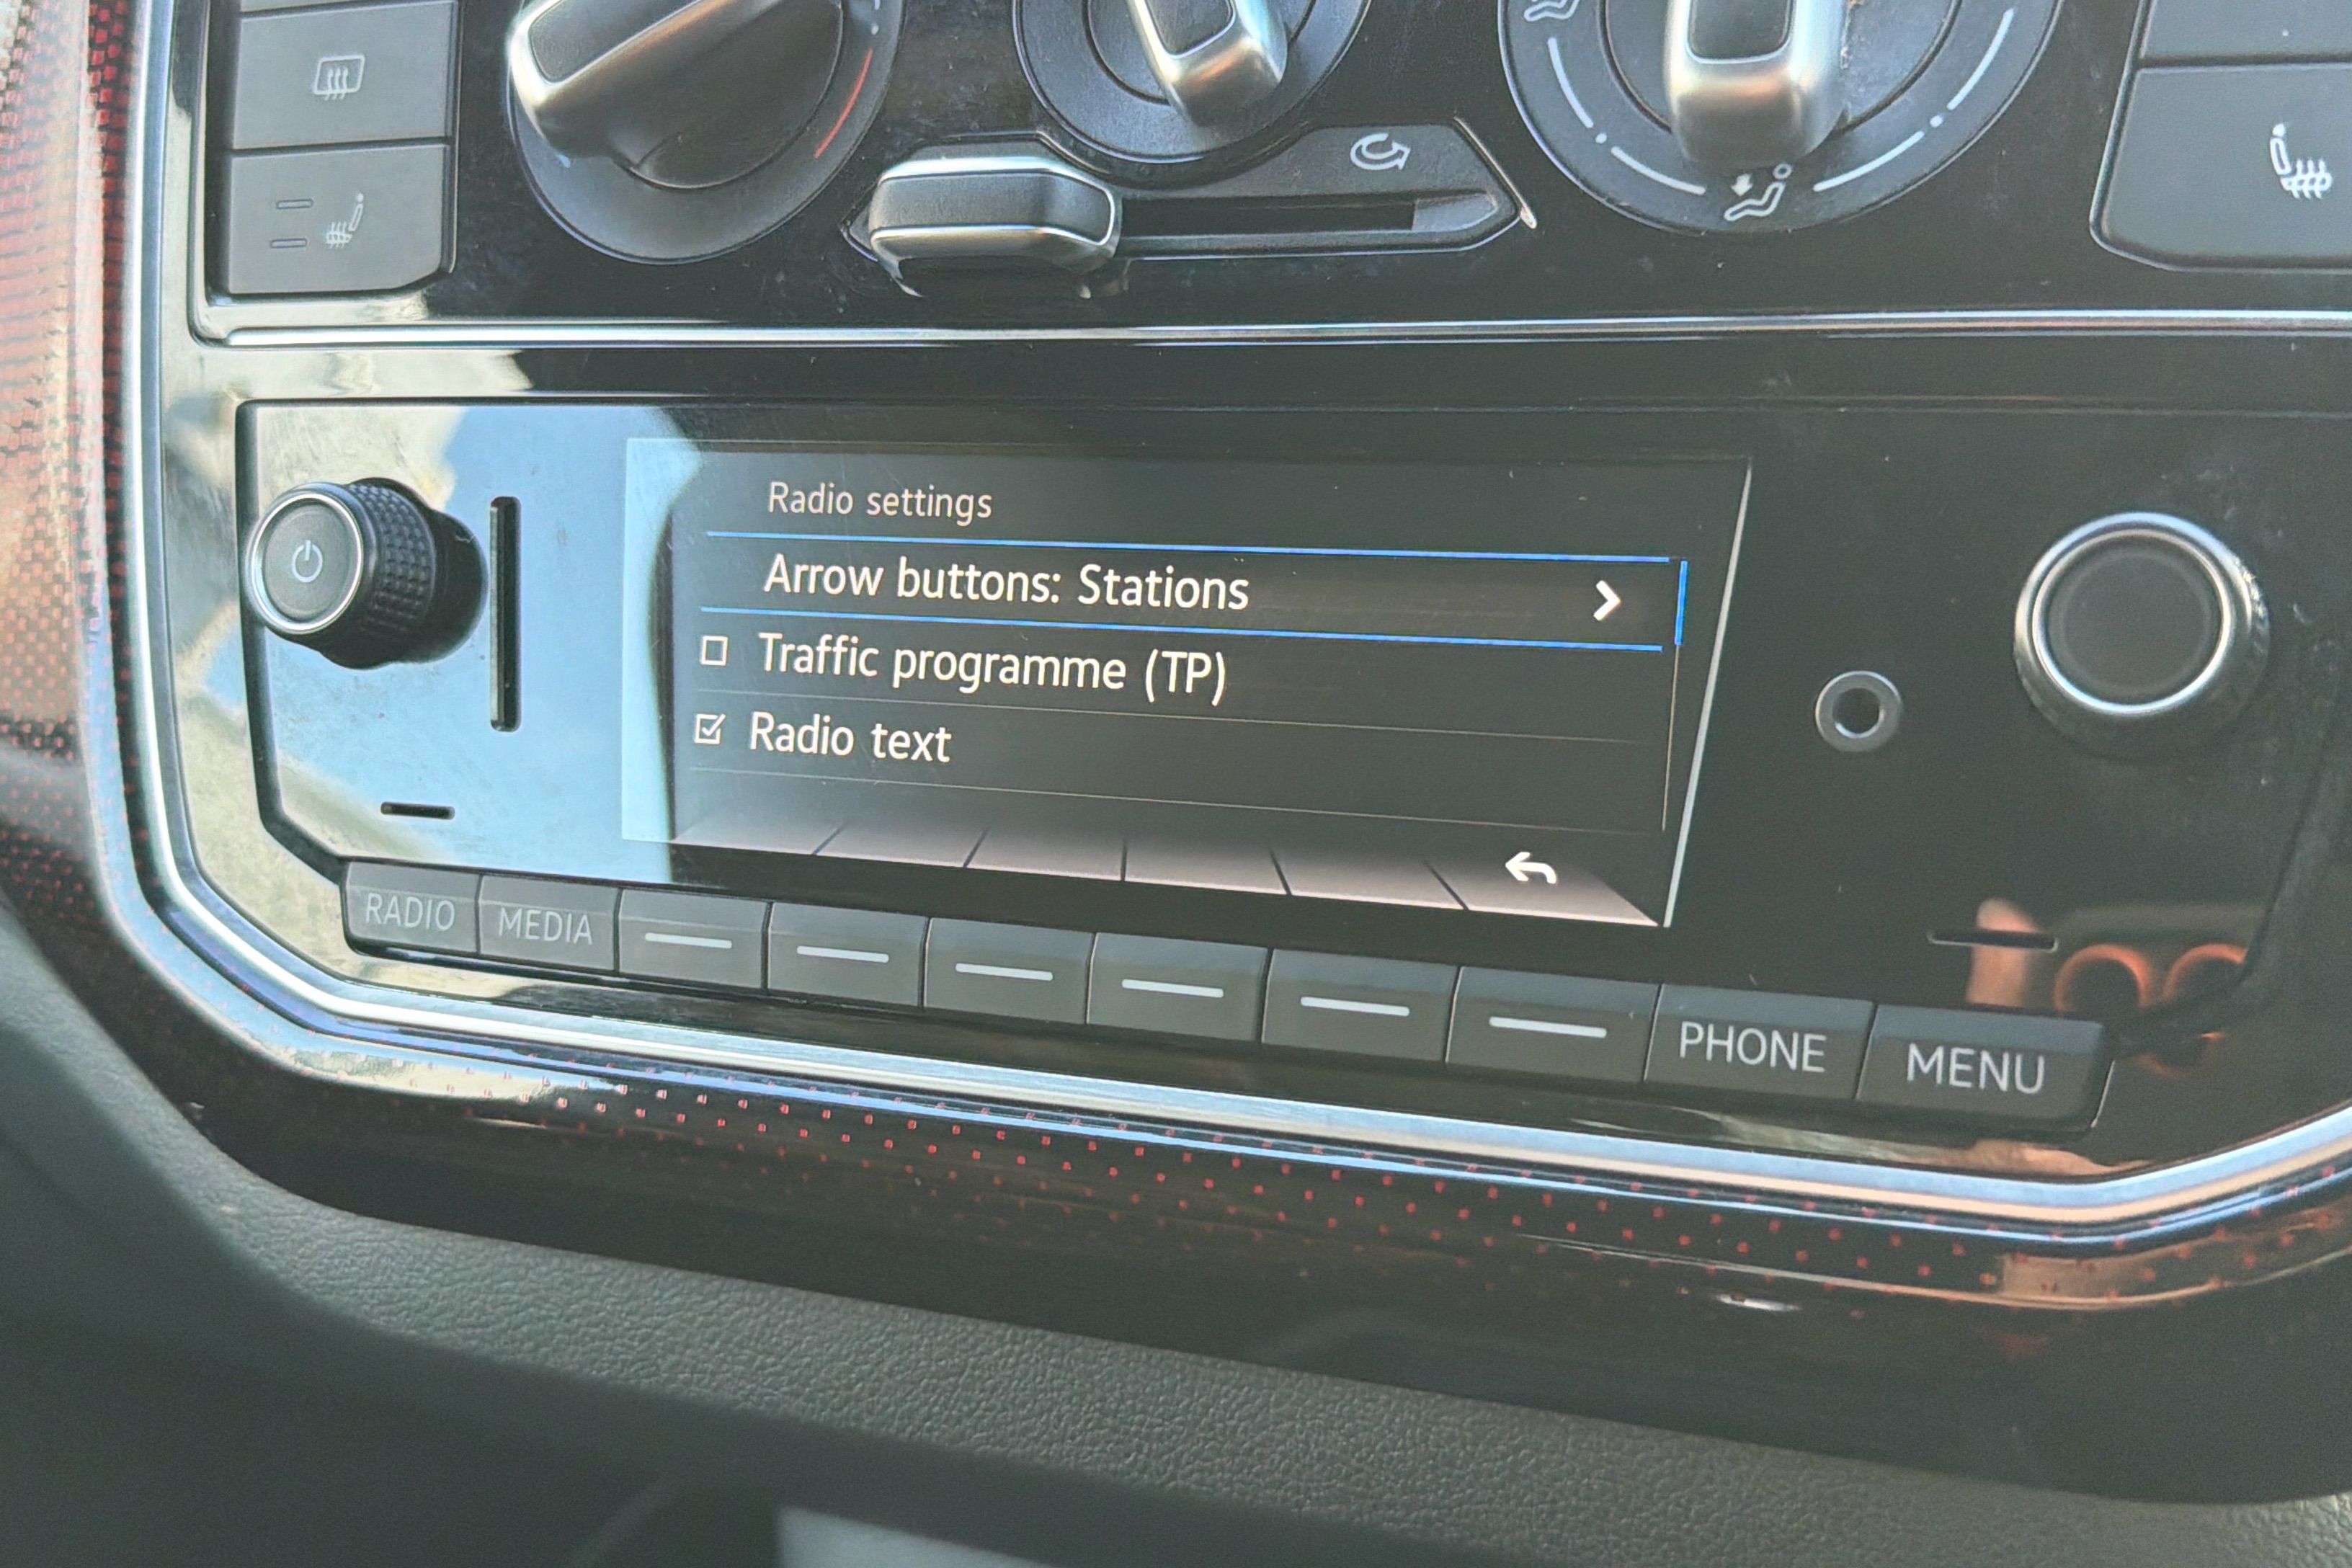 Radio settings
Arrow buttons: Stations
Traffic programme (TP)
Radio text
RADIO
MEDIA
PHONE
MENU